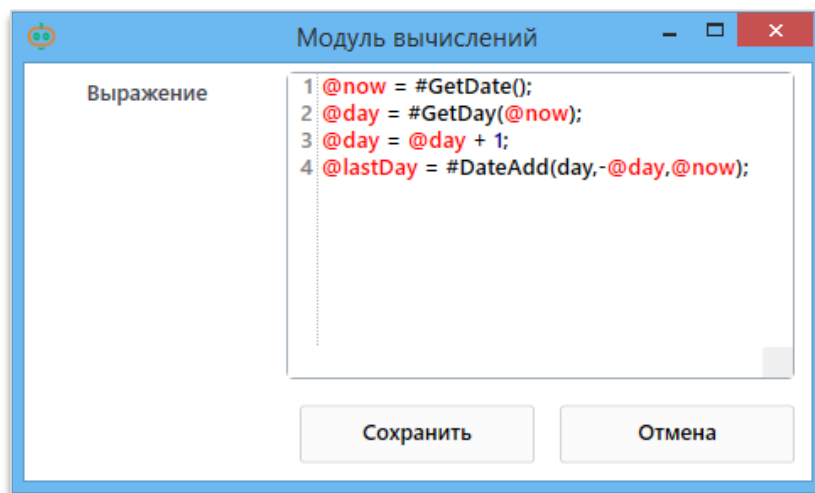 Модуль вычислений
Выражение
1 @now = #GetDate();
2 @day = #GetDay(@now);
3 @day = @day + 1;
4 @lastDay = #DateAdd(day,-@day,@now);
Сохранить
Отмена